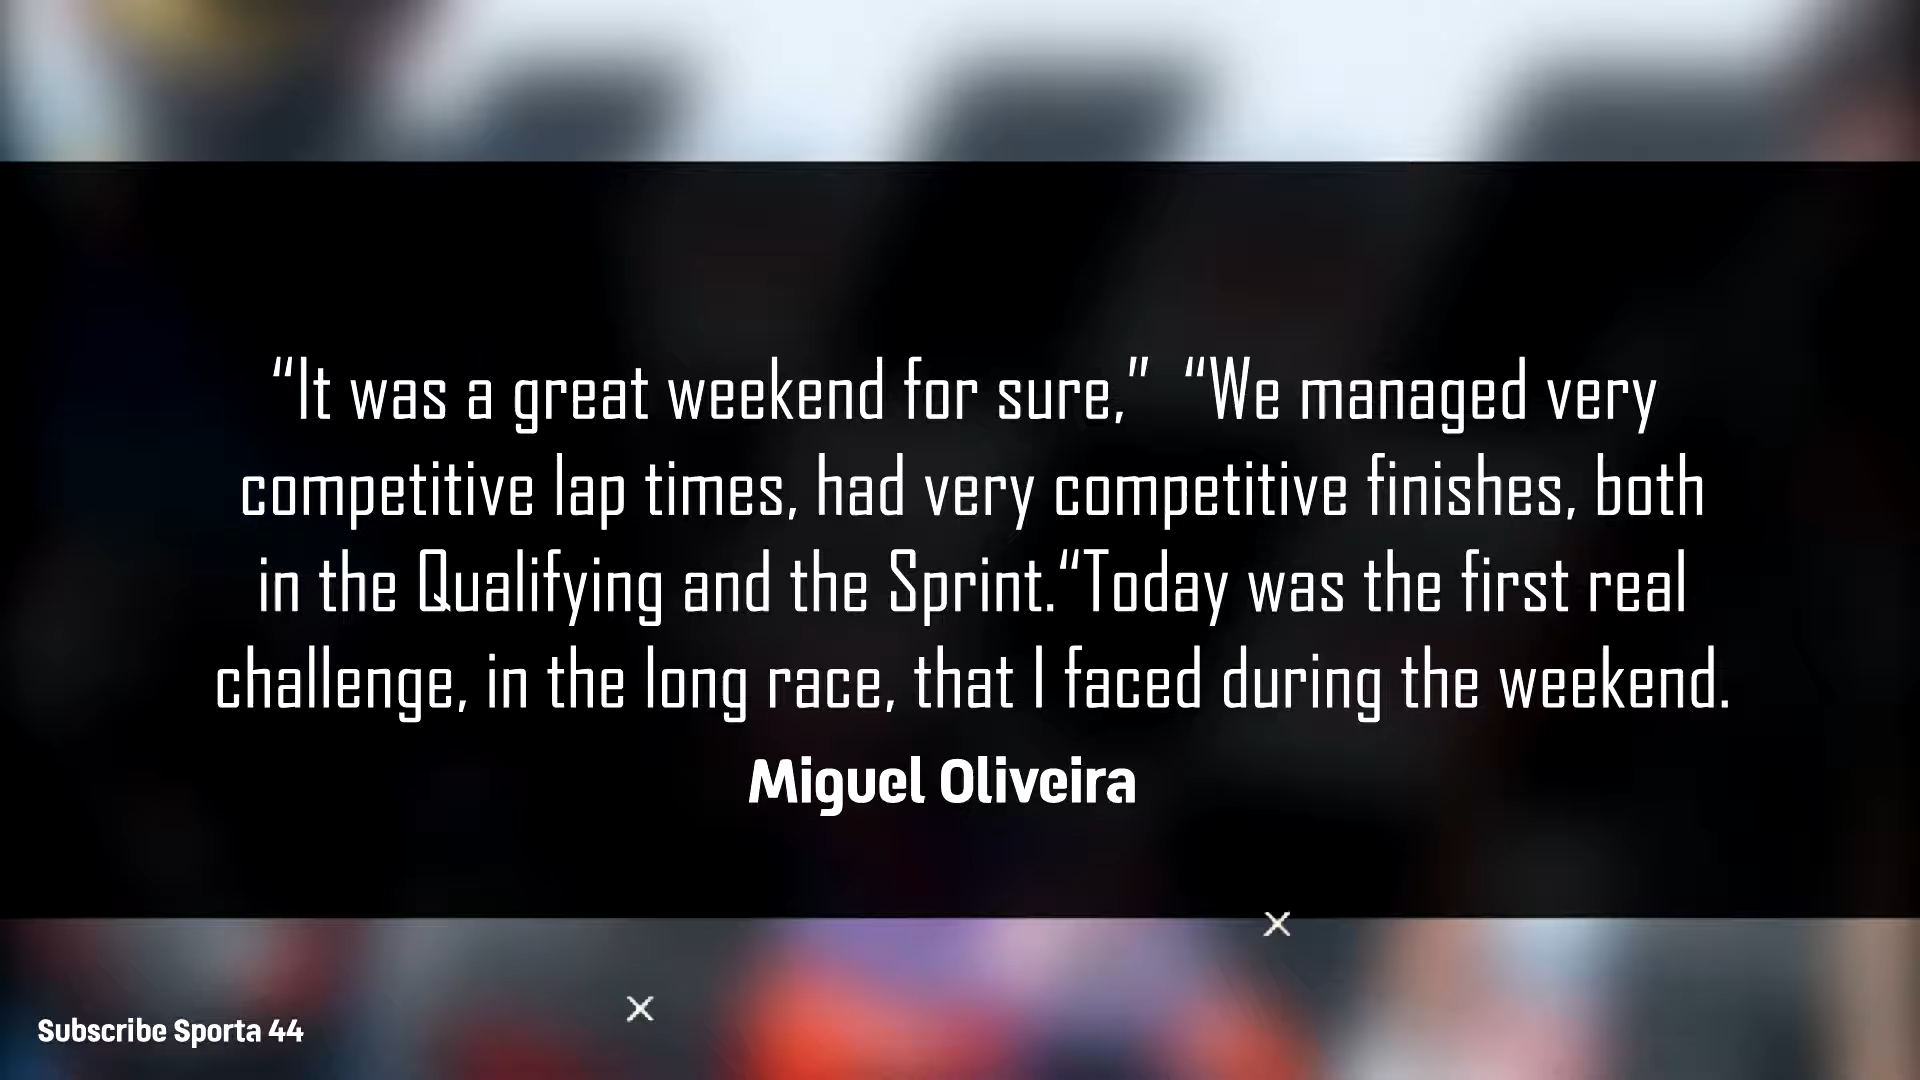 “It was a great weekend for sure,” “We managed very
competitive lap times, had very competitive finishes, both
in the Qualifying and the Sprint.“Today was the first real
challenge, in the long race, that I faced during the weekend.
Miguel Oliveira
Subscribe Sporta 44